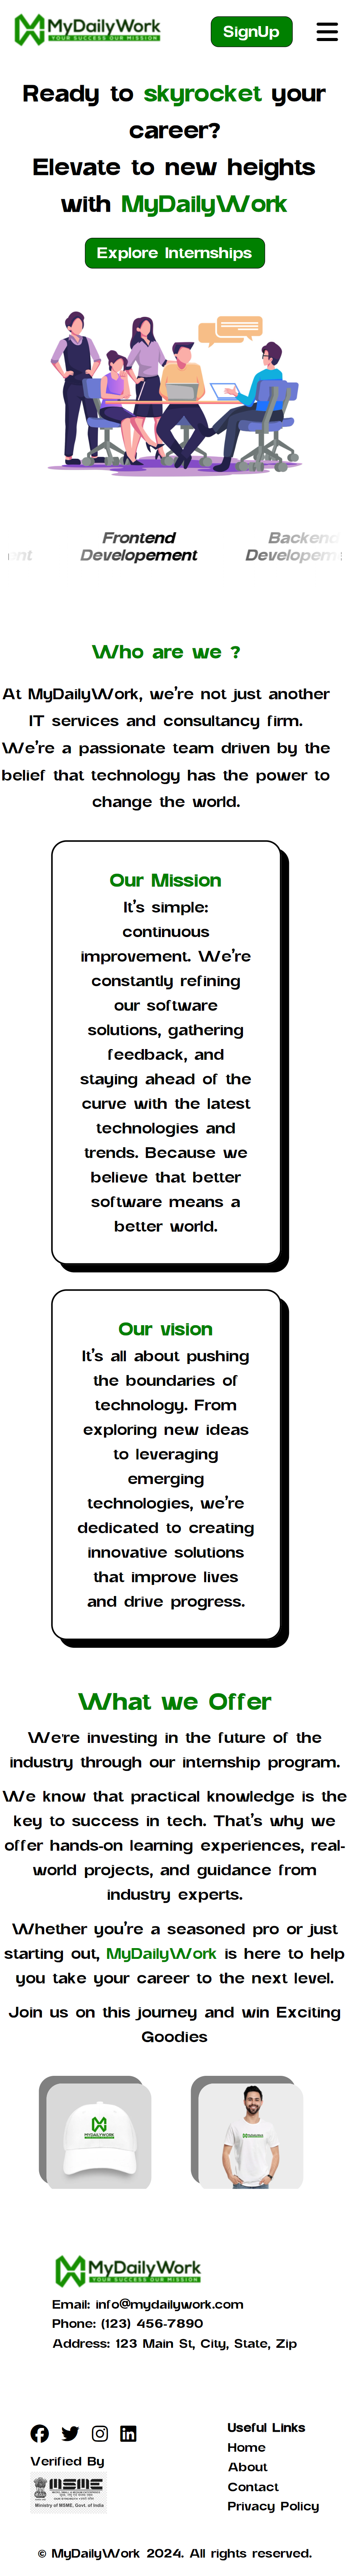 MyDailyWork
YOUR SUCCESS OUR MISSION
SignUp
Ready to skyrocket your
career?
Elevate to new heights
with MyDailyWork
Explore Internships
ent
Frontend
Developement
Backend
Developem
Who are we ?
At MyDailyWork, we’re not just another
IT services and consultancy firm.
We’re a passionate team driven by the
belief that technology has the power to
change the world.
Our Mission
It’s simple:
continuous
improvement. We’re
constantly refining
our software
solutions, gathering
feedback, and
staying ahead of the
curve with the latest
technologies and
trends. Because we
believe that better
software means a
better world.
Our vision
It’s all about pushing
the boundaries of
technology. From
exploring new ideas
to leveraging
emerging
technologies, we’re
dedicated to creating
innovative solutions
that improve lives
and drive progress.
What we Offer
We're investing in the future of the
industry through our internship program.
We know that practical knowledge is the
key to success in tech. That’s why we
offer hands-on learning experiences, real-
world projects, and guidance from
industry experts.
Whether you’re a seasoned pro or just
starting out, MyDailyWork is here to help
you take your career to the next level.
Join us on this journey and win Exciting
Goodies
MYDAILYWORK
MyDailyWork
YOUR SUCCESS OUR MISSION
Email: info@mydailywork.com
Phone: (123) 456-7890
Address: 123 Main St, City, State, Zip
Verified By
MSME
Ministry of MSME, Govt. of India
Useful Links
Home
About
Contact
Privacy Policy
© MyDailyWork 2024. All rights reserved.